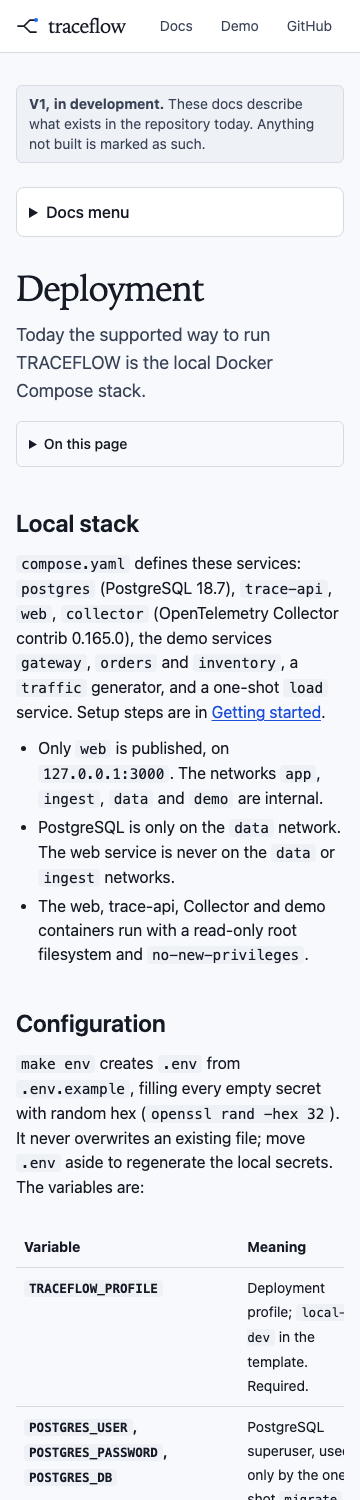 traceflow Docs Demo GitHub
V1, in development. These docs describe
what exists in the repository today. Anything
not built is marked as such.
Docs menu
Deployment
Today the supported way to run
TRACEFLOW is the local Docker
Compose stack.
On this page
Local stack
compose.yaml defines these services:
postgres (PostgreSQL 18.7), trace-api,
web, collector (OpenTelemetry Collector
contrib 0.165.0), the demo services
gateway, orders and inventory, a
traffic generator, and a one-shot load
service. Setup steps are in Getting started.
• Only web is published, on
127.0.0.1:3000. The networks app,
ingest, data and demo are internal.
• PostgreSQL is only on the data network.
The web service is never on the data or
ingest networks.
• The web, trace-api, Collector and demo
containers run with a read-only root
filesystem and no-new-privileges.
Configuration
make env creates .env from
.env.example, filling every empty secret
with random hex (openssl rand -hex 32).
It never overwrites an existing file; move
.env aside to regenerate the local secrets.
The variables are:
Variable Meaning
TRACEFLOW_PROFILE Deployment
profile; local-
dev in the
template.
Required.
POSTGRES_USER, PostgreSQL
POSTGRES_PASSWORD, superuser, used
POSTGRES_DB only by the one
shot migrate